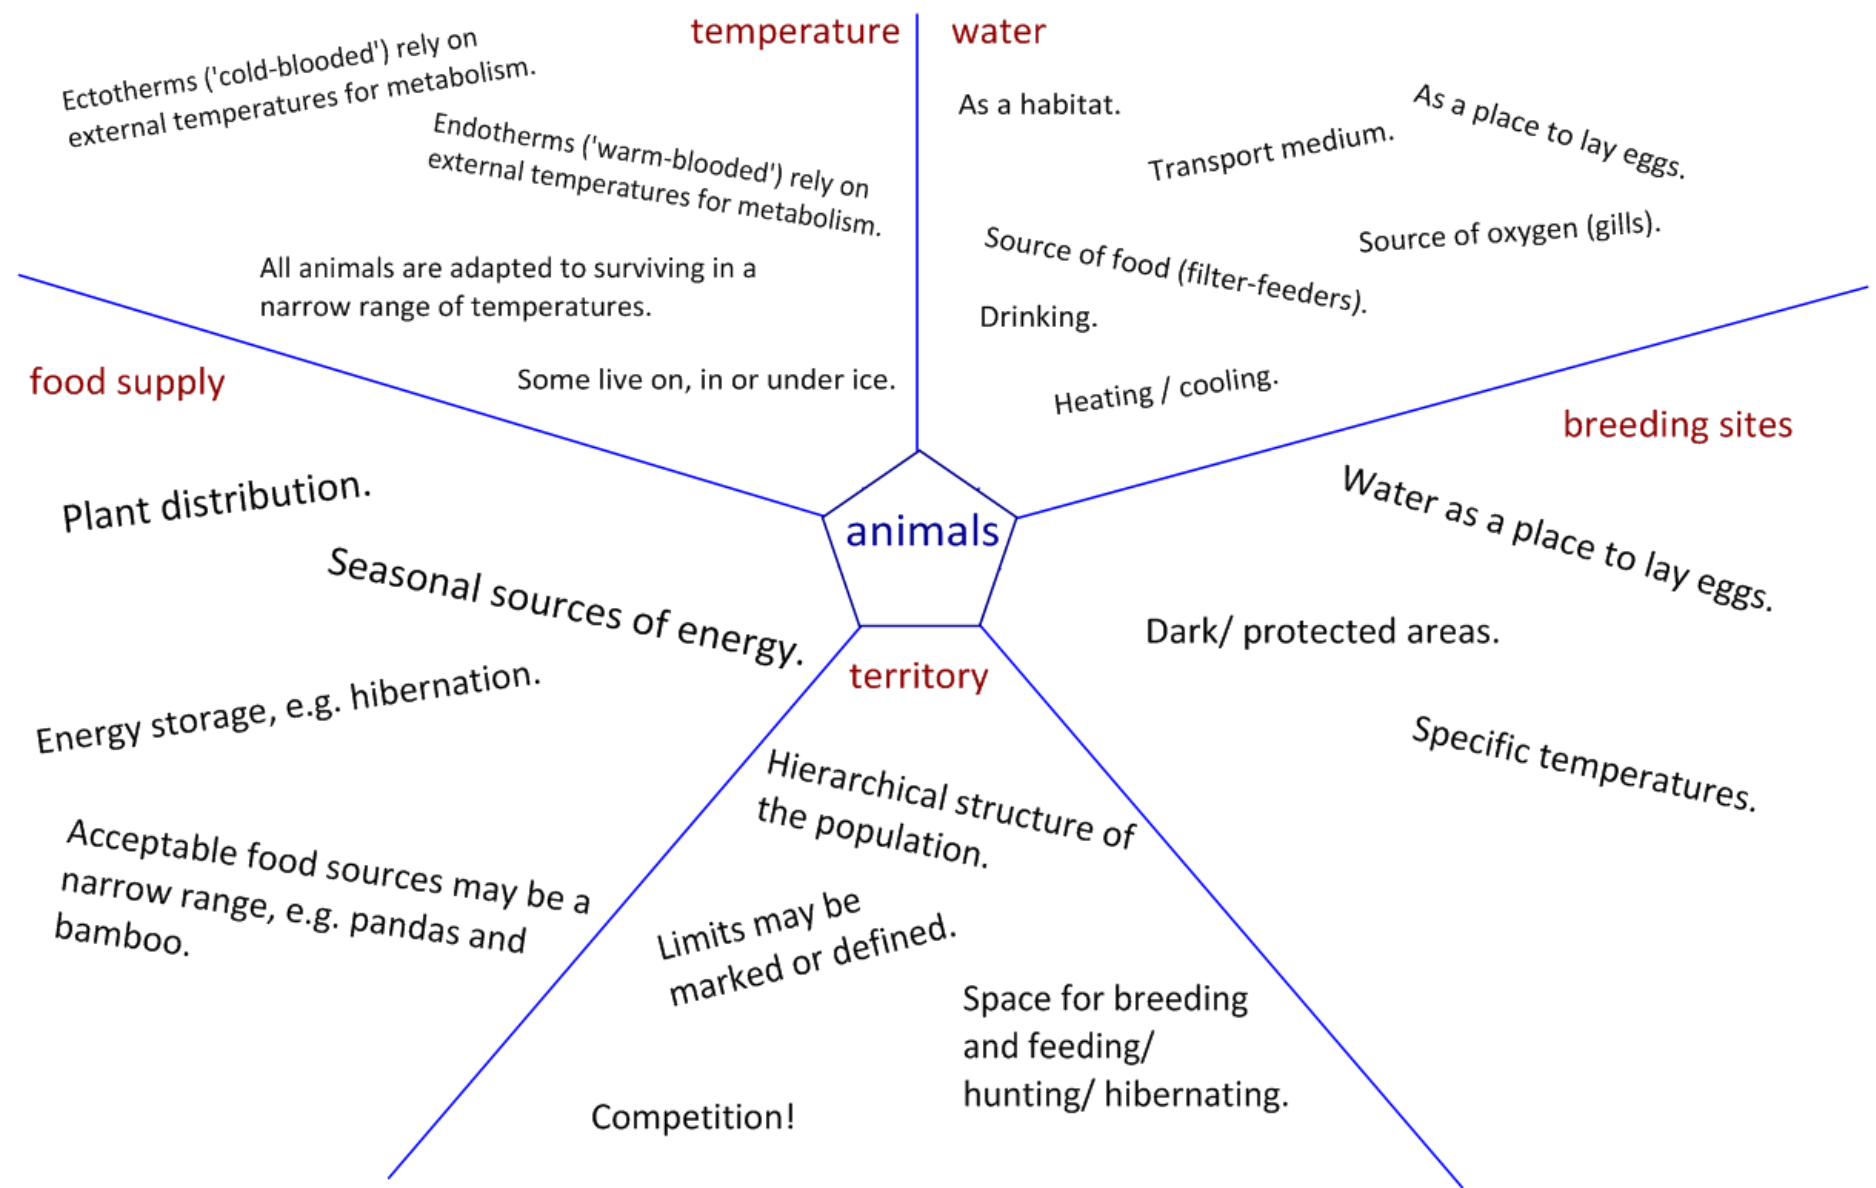 temperature
Ectotherms ('cold-blooded') rely on
external temperatures for metabolism.
Endotherms ('warm-blooded') rely on
external temperatures for metabolism.
All animals are adapted to surviving in a
narrow range of temperatures.
Some live on, in or under ice.
water
As a habitat.
Transport medium.
As a place to lay eggs.
Source of oxygen (gills).
Source of food (filter-feeders).
Drinking.
Heating / cooling.
food supply
Plant distribution.
Seasonal sources of energy.
Energy storage, e.g. hibernation.
Acceptable food sources may be a
narrow range, e.g. pandas and
bamboo.
animals
breeding sites
Water as a place to lay eggs.
Dark/ protected areas.
Specific temperatures.
territory
Hierarchical structure of
the population.
Limits may be
marked or defined.
Space for breeding
and feeding/
hunting/ hibernating.
Competition!